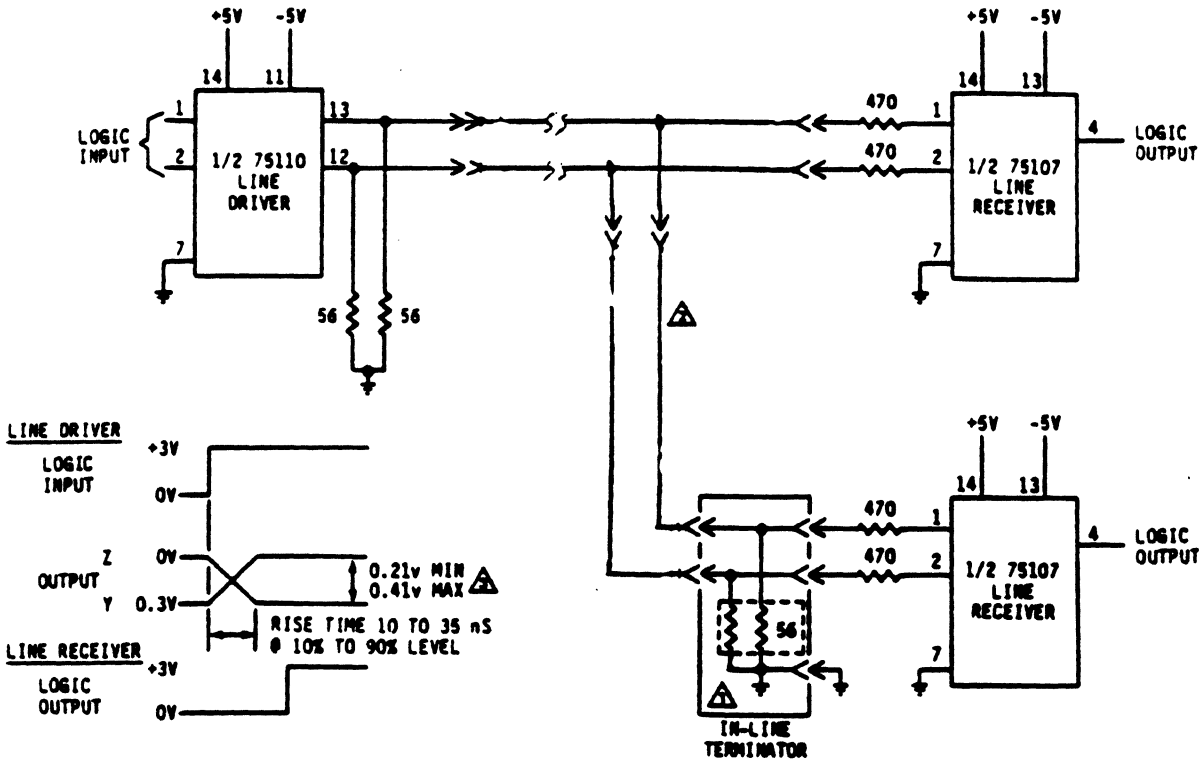 +5V -5V
14 11
1 13
LOGIC
INPUT
2 12
1/2 75110
LINE
DRIVER
7
56 56
+5V -5V
14 13
470 1
470 2
4 LOGIC
OUTPUT
1/2 75107
LINE
RECEIVER
7
2
LINE DRIVER
LOGIC
INPUT
+3V
0V
Z 0V
OUTPUT
Y 0.3V
0.21v MIN
0.41v MAX 3
RISE TIME 10 TO 35 nS
@ 10% TO 90% LEVEL
LINE RECEIVER
LOGIC
OUTPUT
+3V
0V
+5V -5V
14 13
470 1
470 2
4 LOGIC
OUTPUT
1/2 75107
LINE
RECEIVER
7
56
1
IN-LINE
TERMINATOR